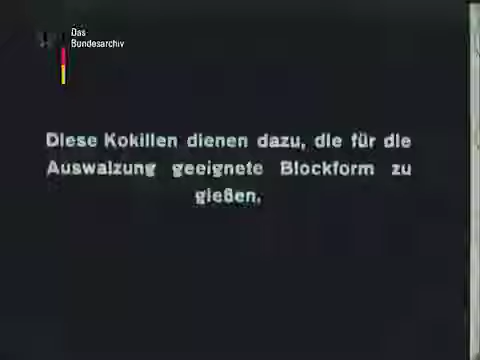 Das
Bundesarchiv
Diese Kokillen dienen dazu, die für die
Auswalzung geeignete Blockform zu
gießen.